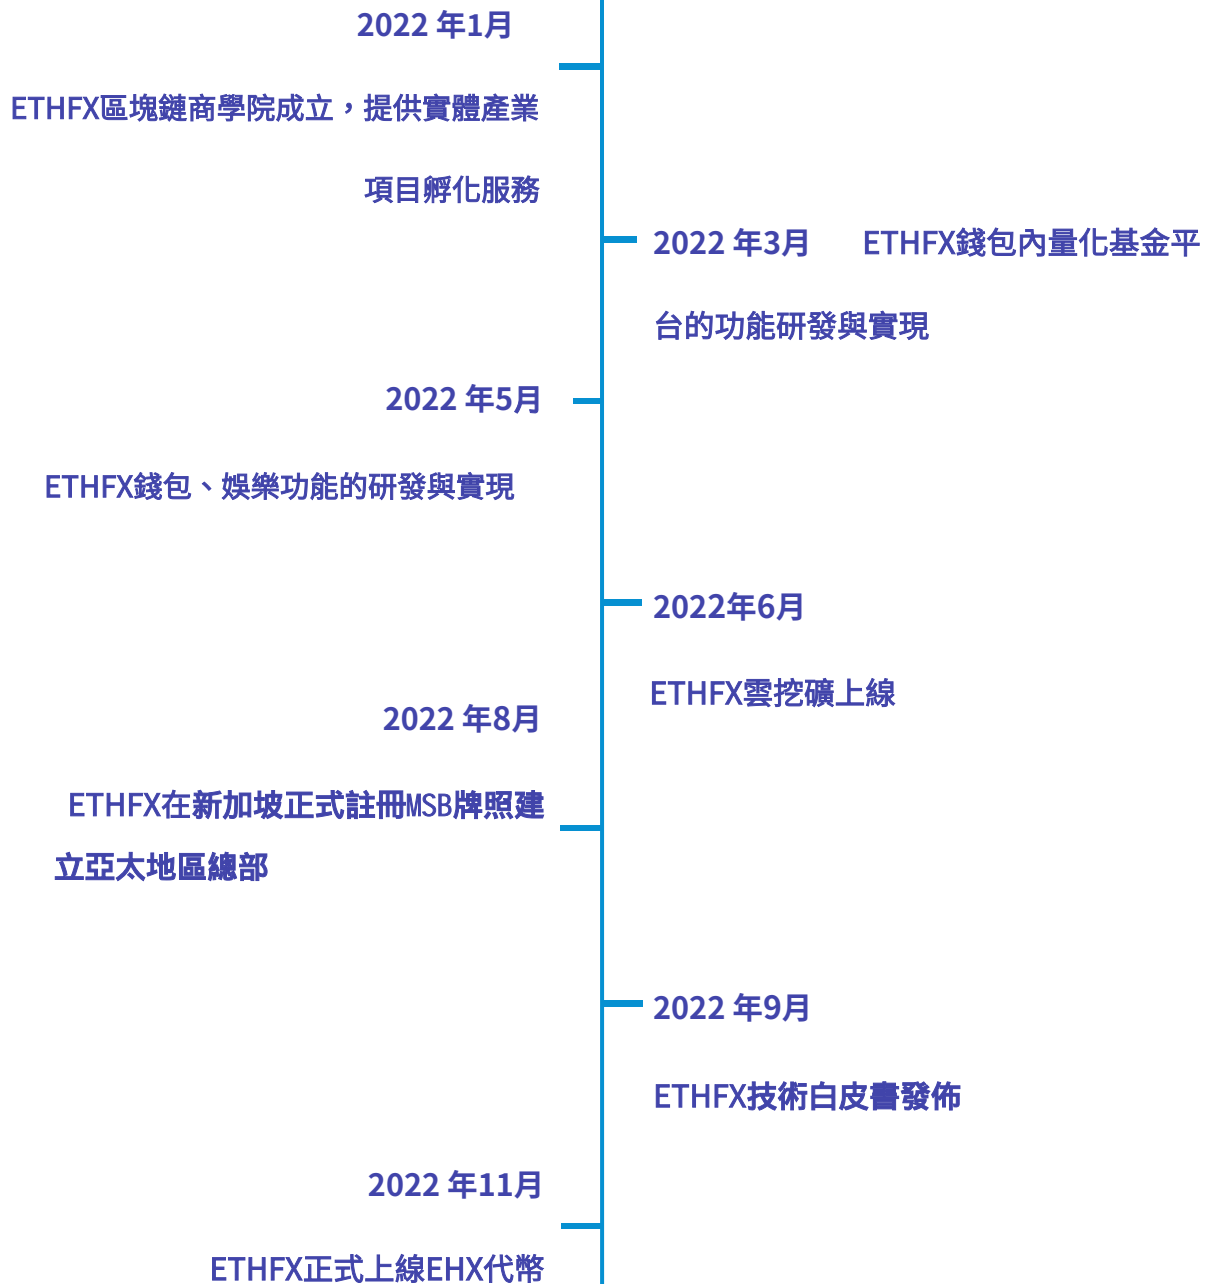 2022 年1月
ETHFX區塊鏈商學院成立，提供實體產業
項目孵化服務
2022 年3月 ETHFX錢包內量化基金平
台的功能研發與實現
2022 年5月
ETHFX錢包、娛樂功能的研發與實現
2022年6月
ETHFX雲挖礦上線
2022 年8月
ETHFX在新加坡正式註冊MSB牌照建
立亞太地區總部
2022 年9月
ETHFX技術白皮書發佈
2022 年11月
ETHFX正式上線EHX代幣